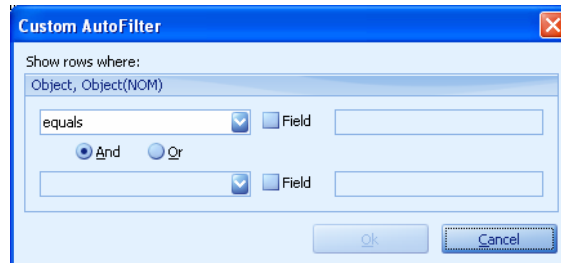 Custom AutoFilter
Show rows where:
Object, Object(NOM)
equals Field
And Or
Field
Ok Cancel